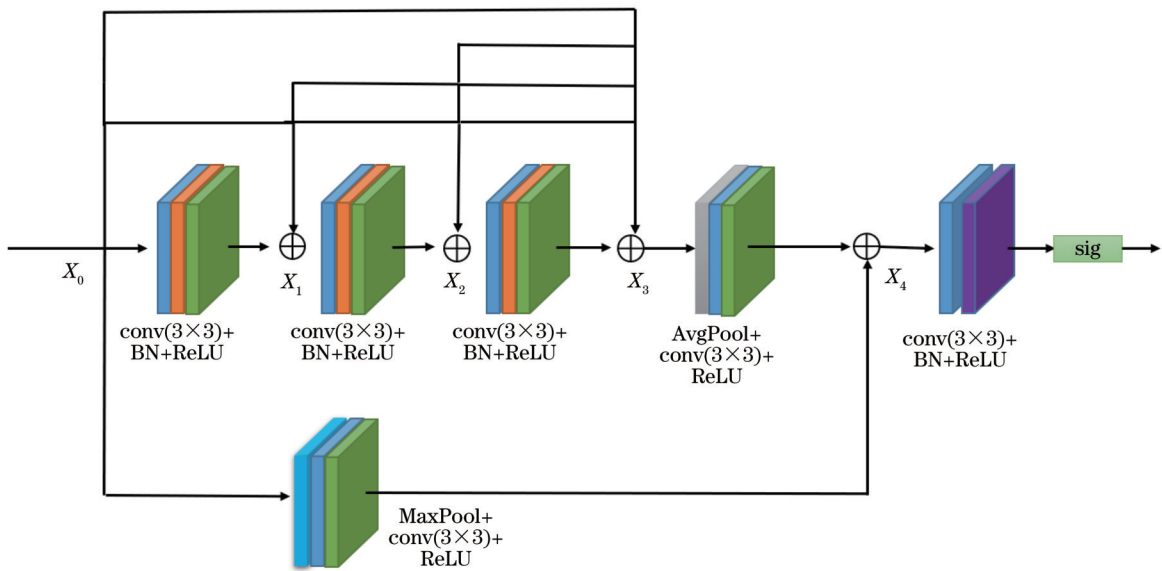 sig
X₀
X₁
X₂
X₃
X₄
conv(3×3)+
BN+ReLU
conv(3×3)+
BN+ReLU
conv(3×3)+
BN+ReLU
AvgPool+
conv(3×3)+
ReLU
conv(3×3)+
BN+ReLU
MaxPool+
conv(3×3)+
ReLU